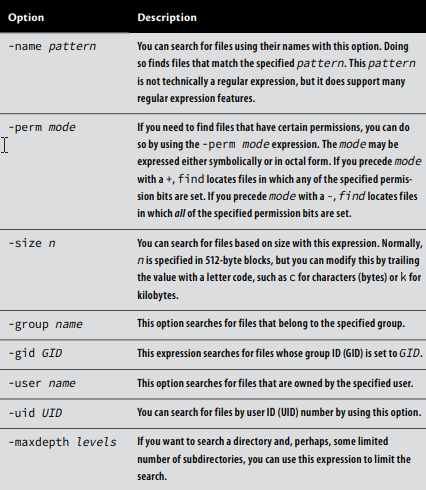 Option Description
-name pattern You can search for files using their names with this option. Doing
so finds files that match the specified pattern. This pattern
is not technically a regular expression, but it does support many
regular expression features.
-perm mode If you need to find files that have certain permissions, you can do
so by using the -perm mode expression. The mode may be
expressed either symbolically or in octal form. If you precede mode
with a +, find locates files in which any of the specified permis-
sion bits are set. If you precede mode with a -, find locates files
in which all of the specified permission bits are set.
-size n You can search for files based on size with this expression. Normally,
n is specified in 512-byte blocks, but you can modify this by trailing
the value with a letter code, such as c for characters (bytes) or k for
kilobytes.
-group name This option searches for files that belong to the specified group.
-gid GID This expression searches for files whose group ID (GID) is set to GID.
-user name This option searches for files that are owned by the specified user.
-uid UID You can search for files by user ID (UID) number by using this option.
-maxdepth levels If you want to search a directory and, perhaps, some limited
number of subdirectories, you can use this expression to limit the
search.